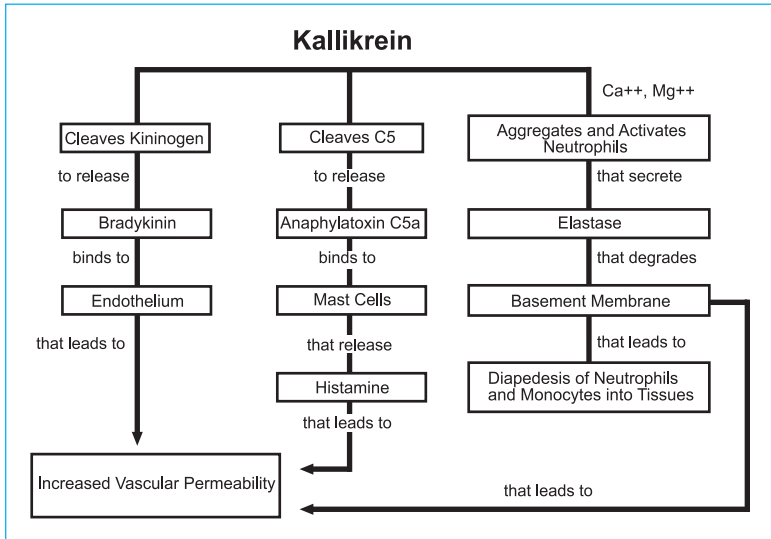 Kallikrein
Ca++, Mg++
Cleaves Kininogen
to release
Bradykinin
binds to
Endothelium
that leads to
Cleaves C5
to release
Anaphylatoxin C5a
binds to
Mast Cells
that release
Histamine
that leads to
Aggregates and Activates
Neutrophils
that secrete
Elastase
that degrades
Basement Membrane
that leads to
Diapedesis of Neutrophils
and Monocytes into Tissues
that leads to
Increased Vascular Permeability